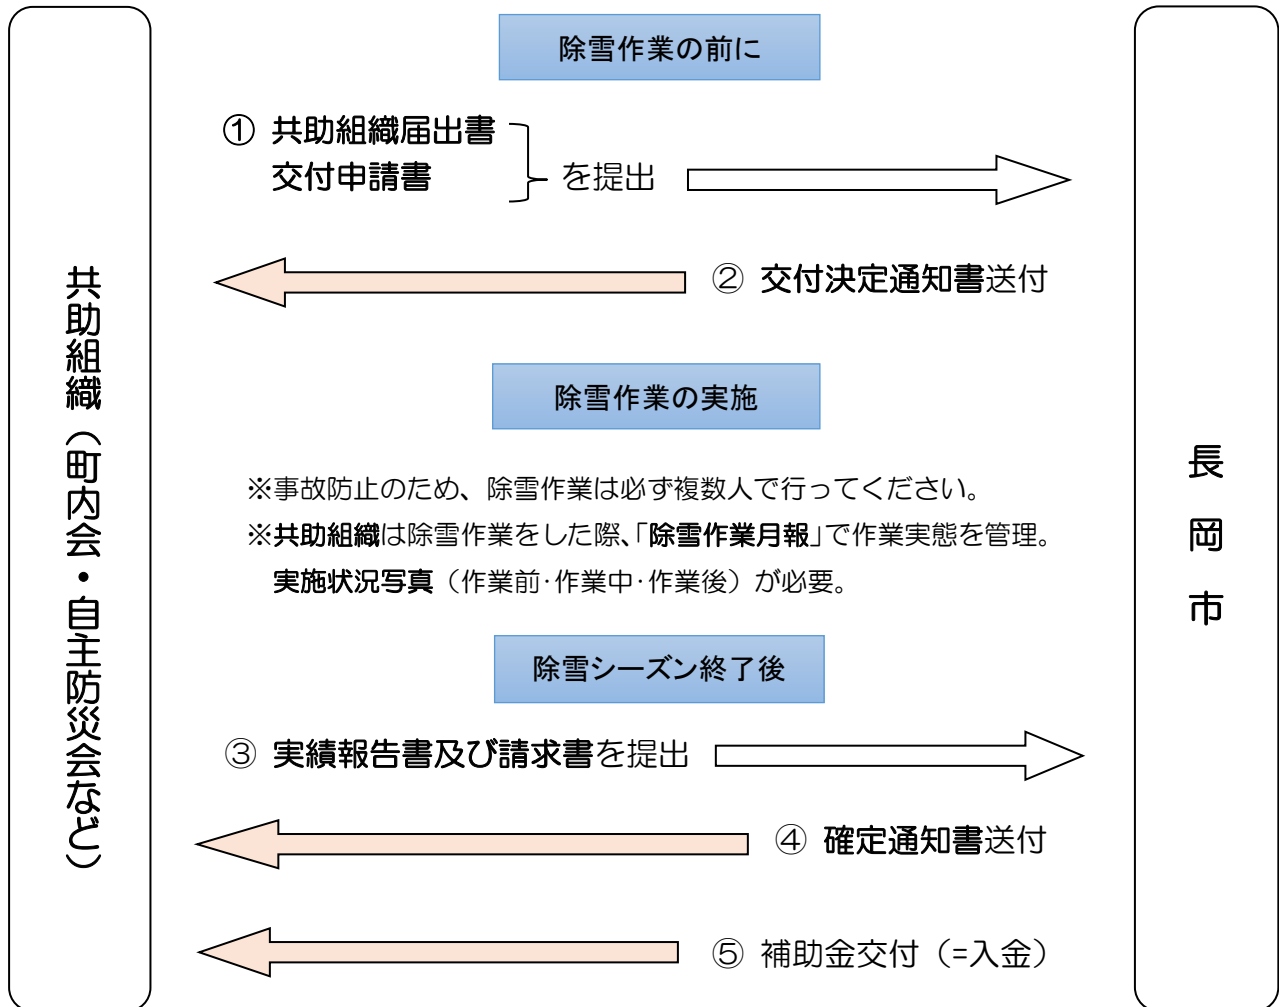 共助組織（町内会・自主防災会など）
除雪作業の前に
① 共助組織届出書
交付申請書
を提出
② 交付決定通知書送付
除雪作業の実施
※事故防止のため、除雪作業は必ず複数人で行ってください。
※共助組織は除雪作業をした際、「除雪作業月報」で作業実態を管理。
実施状況写真（作業前･作業中･作業後）が必要。
除雪シーズン終了後
③ 実績報告書及び請求書を提出
④ 確定通知書送付
⑤ 補助金交付（=入金）
長岡市